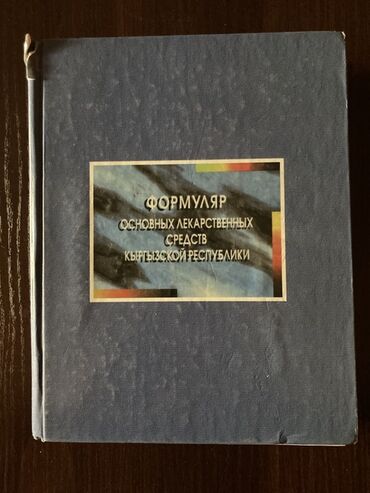 ФОРМУЛЯР
ОСНОВНЫХ ЛЕКАРСТВЕННЫХ
СРЕДСТВ
КЫРГЫЗСКОЙ РЕСПУБЛИКИ